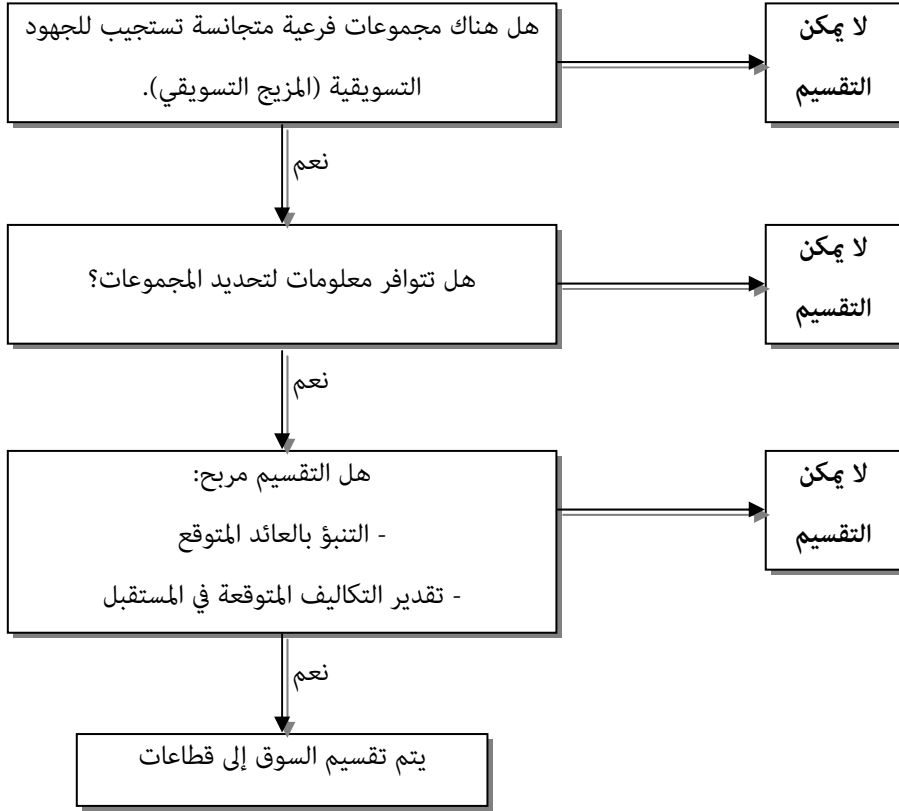 هل هناك مجموعات فرعية متجانسة تستجيب للجهود
التسويقية (المزيج التسويقي).
لا يمكن
التقسيم
نعم
هل تتوافر معلومات لتحديد المجموعات؟
لا يمكن
التقسيم
نعم
هل التقسيم مربح:
- التنبؤ بالعائد المتوقع
- تقدير التكاليف المتوقعة في المستقبل
لا يمكن
التقسيم
نعم
يتم تقسيم السوق إلى قطاعات